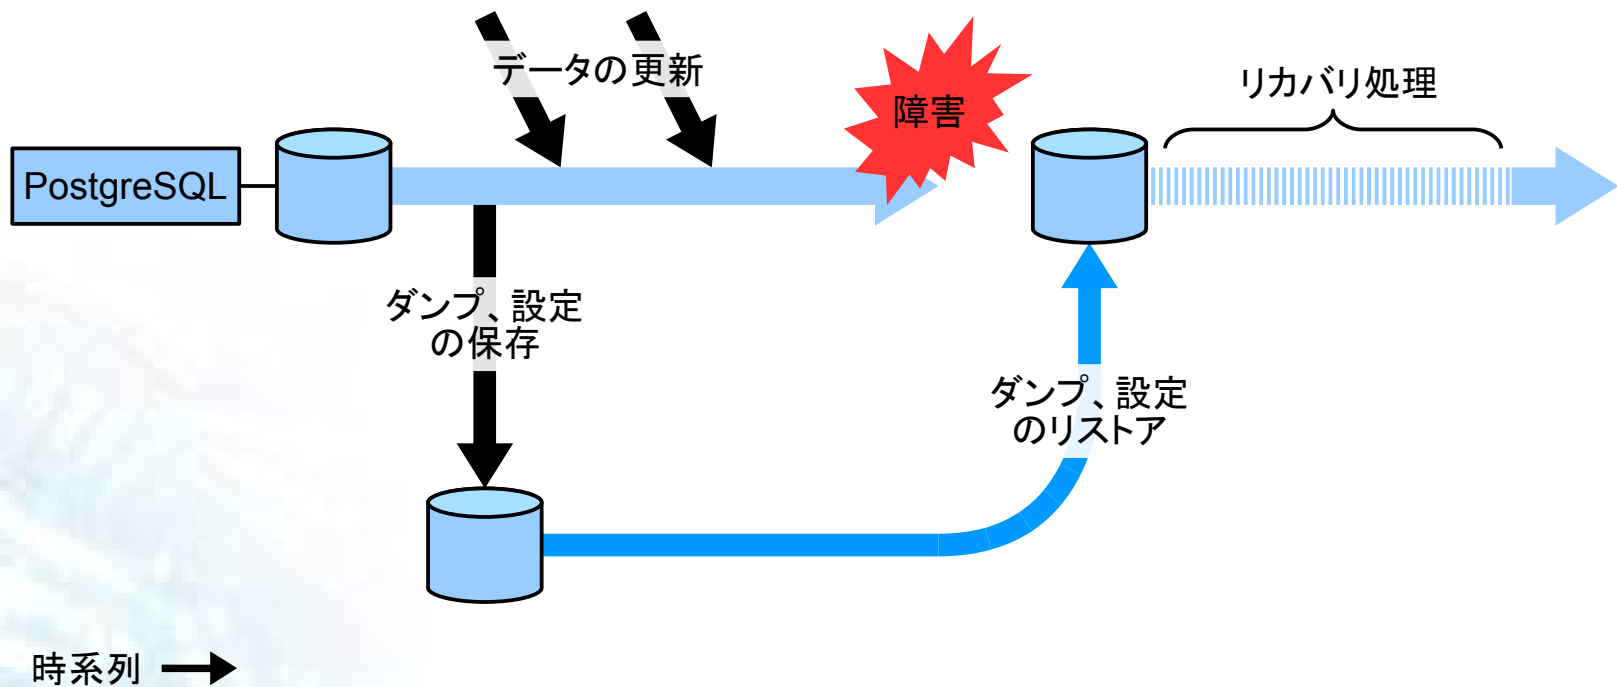 データの更新
障害
リカバリ処理
PostgreSQL
ダンプ、設定
の保存
ダンプ、設定
のリストア
時系列